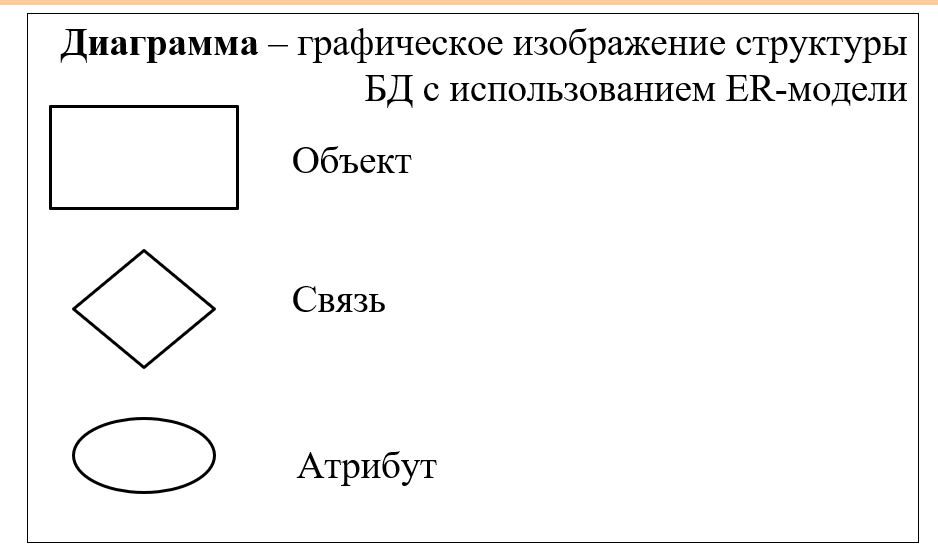 Диаграмма – графическое изображение структуры
БД с использованием ER-модели
Объект
Связь
Атрибут